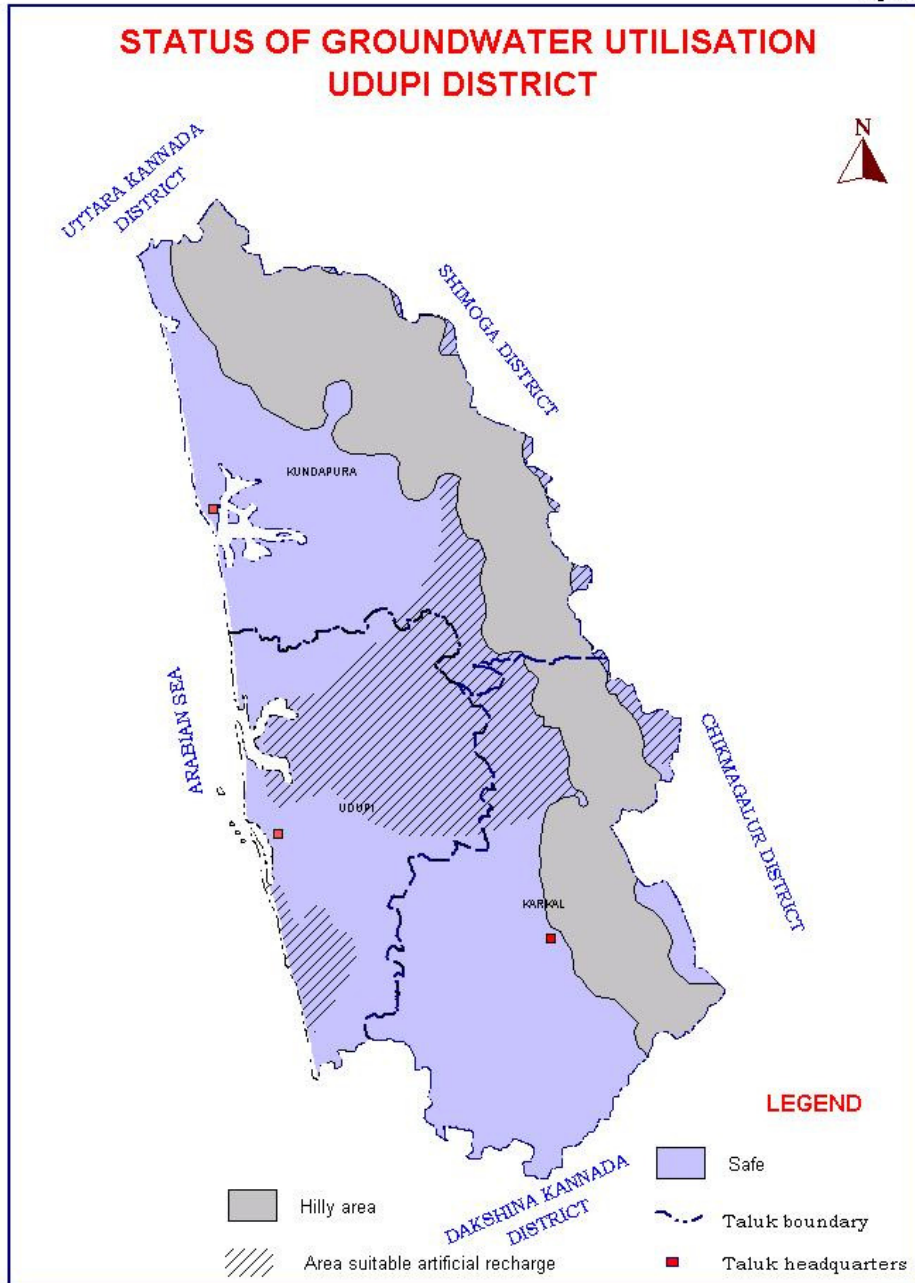 STATUS OF GROUNDWATER UTILISATION
UDUPI DISTRICT
N
UTTARA KANNADA
DISTRICT
SHIMOGA DISTRICT
KUNDAPURA
ARABIAN SEA
CHIKMAGALUR DISTRICT
UDUPI
KARKAL
DAKSHINA KANNADA
DISTRICT
LEGEND
Hilly area
Area suitable artificial recharge
Safe
Taluk boundary
Taluk headquarters